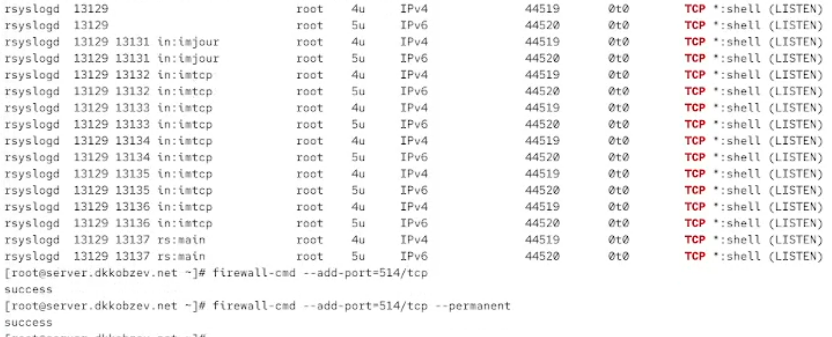 rsyslogd 13129 root 4u IPv4 44519 0t0 TCP *:shell (LISTEN)
rsyslogd 13129 root 5u IPv6 44520 0t0 TCP *:shell (LISTEN)
rsyslogd 13129 13131 in:imjour root 4u IPv4 44519 0t0 TCP *:shell (LISTEN)
rsyslogd 13129 13131 in:imjour root 5u IPv6 44520 0t0 TCP *:shell (LISTEN)
rsyslogd 13129 13132 in:imtcp root 4u IPv4 44519 0t0 TCP *:shell (LISTEN)
rsyslogd 13129 13132 in:imtcp root 5u IPv6 44520 0t0 TCP *:shell (LISTEN)
rsyslogd 13129 13133 in:imtcp root 4u IPv4 44519 0t0 TCP *:shell (LISTEN)
rsyslogd 13129 13133 in:imtcp root 5u IPv6 44520 0t0 TCP *:shell (LISTEN)
rsyslogd 13129 13134 in:imtcp root 4u IPv4 44519 0t0 TCP *:shell (LISTEN)
rsyslogd 13129 13134 in:imtcp root 5u IPv6 44520 0t0 TCP *:shell (LISTEN)
rsyslogd 13129 13135 in:imtcp root 4u IPv4 44519 0t0 TCP *:shell (LISTEN)
rsyslogd 13129 13135 in:imtcp root 5u IPv6 44520 0t0 TCP *:shell (LISTEN)
rsyslogd 13129 13136 in:imtcp root 4u IPv4 44519 0t0 TCP *:shell (LISTEN)
rsyslogd 13129 13136 in:imtcp root 5u IPv6 44520 0t0 TCP *:shell (LISTEN)
rsyslogd 13129 13137 rs:main root 4u IPv4 44519 0t0 TCP *:shell (LISTEN)
rsyslogd 13129 13137 rs:main root 5u IPv6 44520 0t0 TCP *:shell (LISTEN)
[root@server.dkkobzev.net ~]# firewall-cmd --add-port=514/tcp
success
[root@server.dkkobzev.net ~]# firewall-cmd --add-port=514/tcp --permanent
success